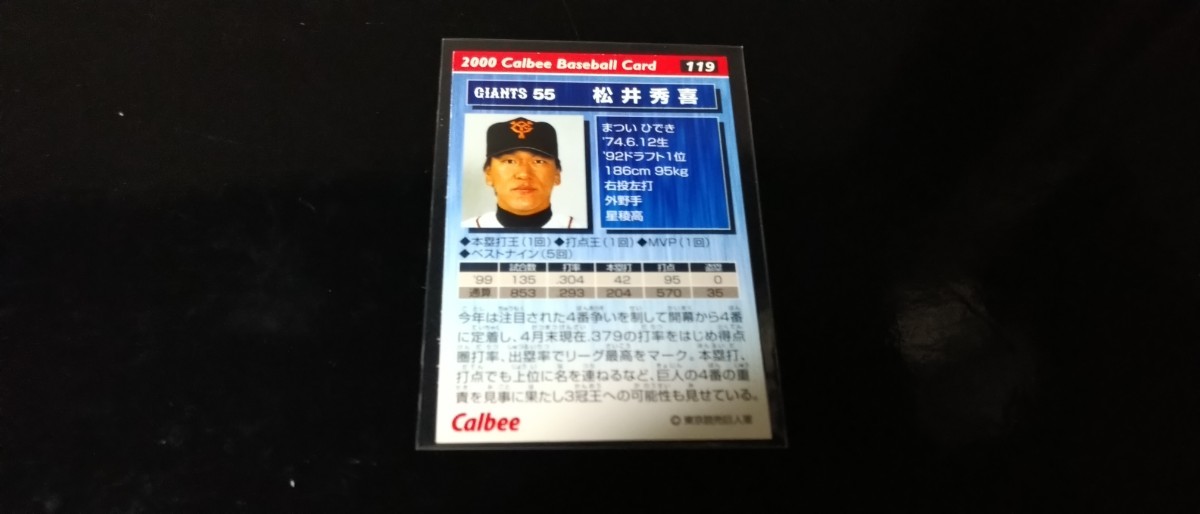 2000 Calbee Baseball Card 119
GIANTS 55 松井秀喜
まつい ひでき
'74.6.12生
'92ドラフト1位
186cm 95kg
右投左打
外野手
星稜高
◆本塁打王(1回)◆打点王(1回)◆MVP(1回)
◆ベストナイン(5回)
試合数 打率 本塁打 打点 盗塁
'99 135 .304 42 95 0
通算 853 .293 204 570 35
今年は注目された4番争いを制して開幕から4番
に定着し、4月末現在.379の打率をはじめ得点
圏打率、出塁率でリーグ最高をマーク。本塁打、
打点でも上位に名を連ねるなど、巨人の4番の重
責を見事に果たし3冠王への可能性も見せている。
Calbee © 東京読売巨人軍